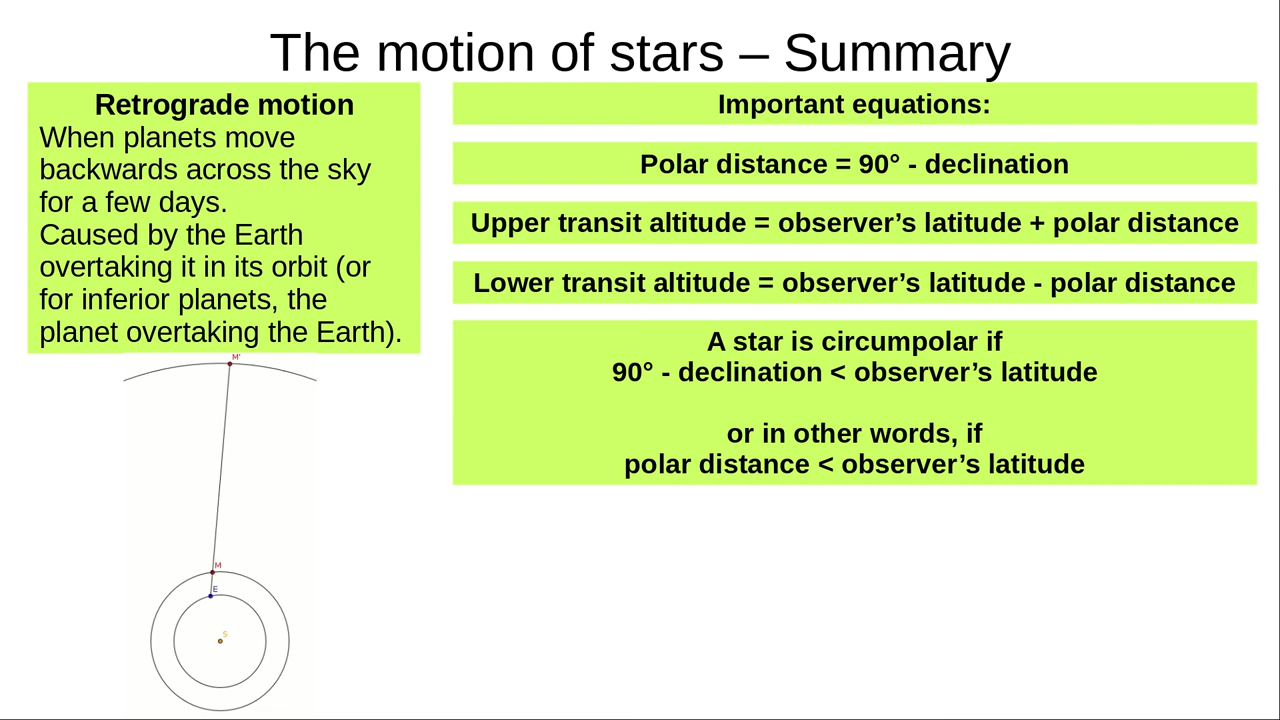 The motion of stars – Summary
Retrograde motion
When planets move
backwards across the sky
for a few days.
Caused by the Earth
overtaking it in its orbit (or
for inferior planets, the
planet overtaking the Earth).
M'
M
E
S
Important equations:
Polar distance = 90° - declination
Upper transit altitude = observer’s latitude + polar distance
Lower transit altitude = observer’s latitude - polar distance
A star is circumpolar if
90° - declination < observer’s latitude
or in other words, if
polar distance < observer’s latitude